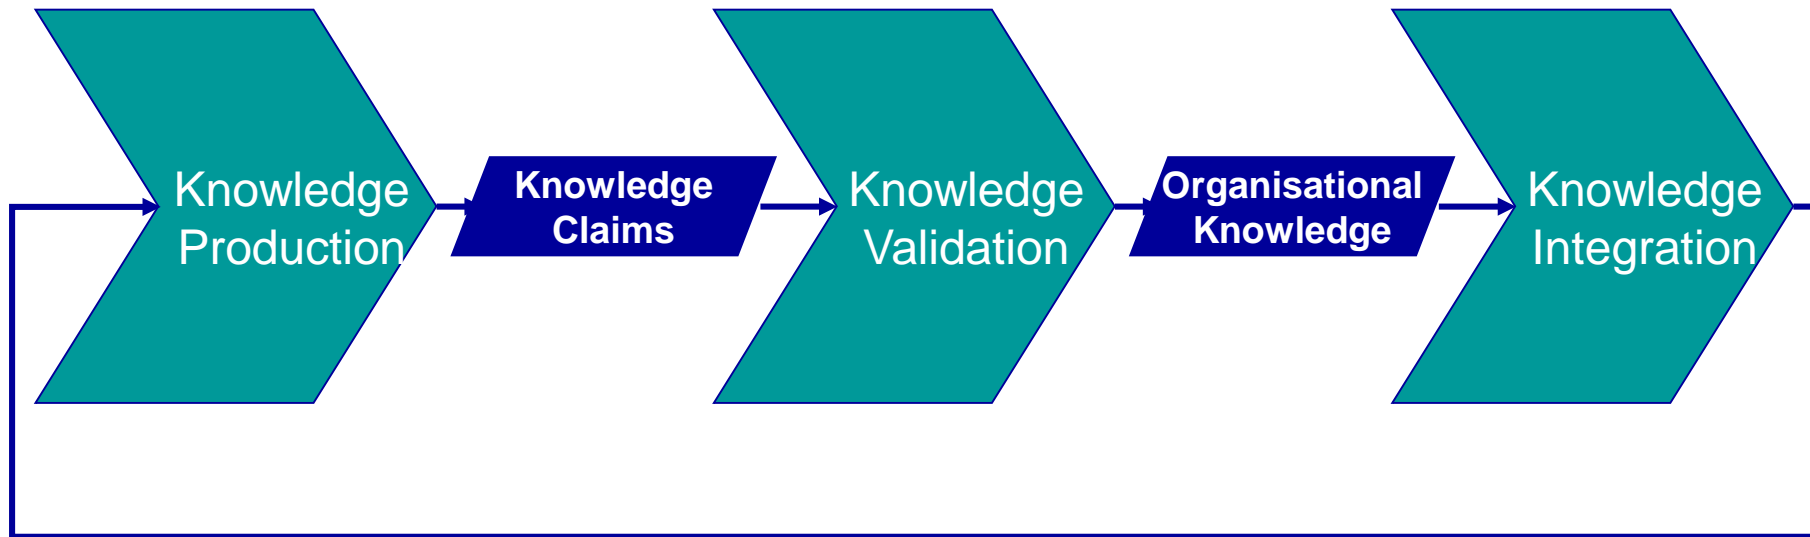 Knowledge
Production
Knowledge
Claims
Knowledge
Validation
Organisational
Knowledge
Knowledge
Integration